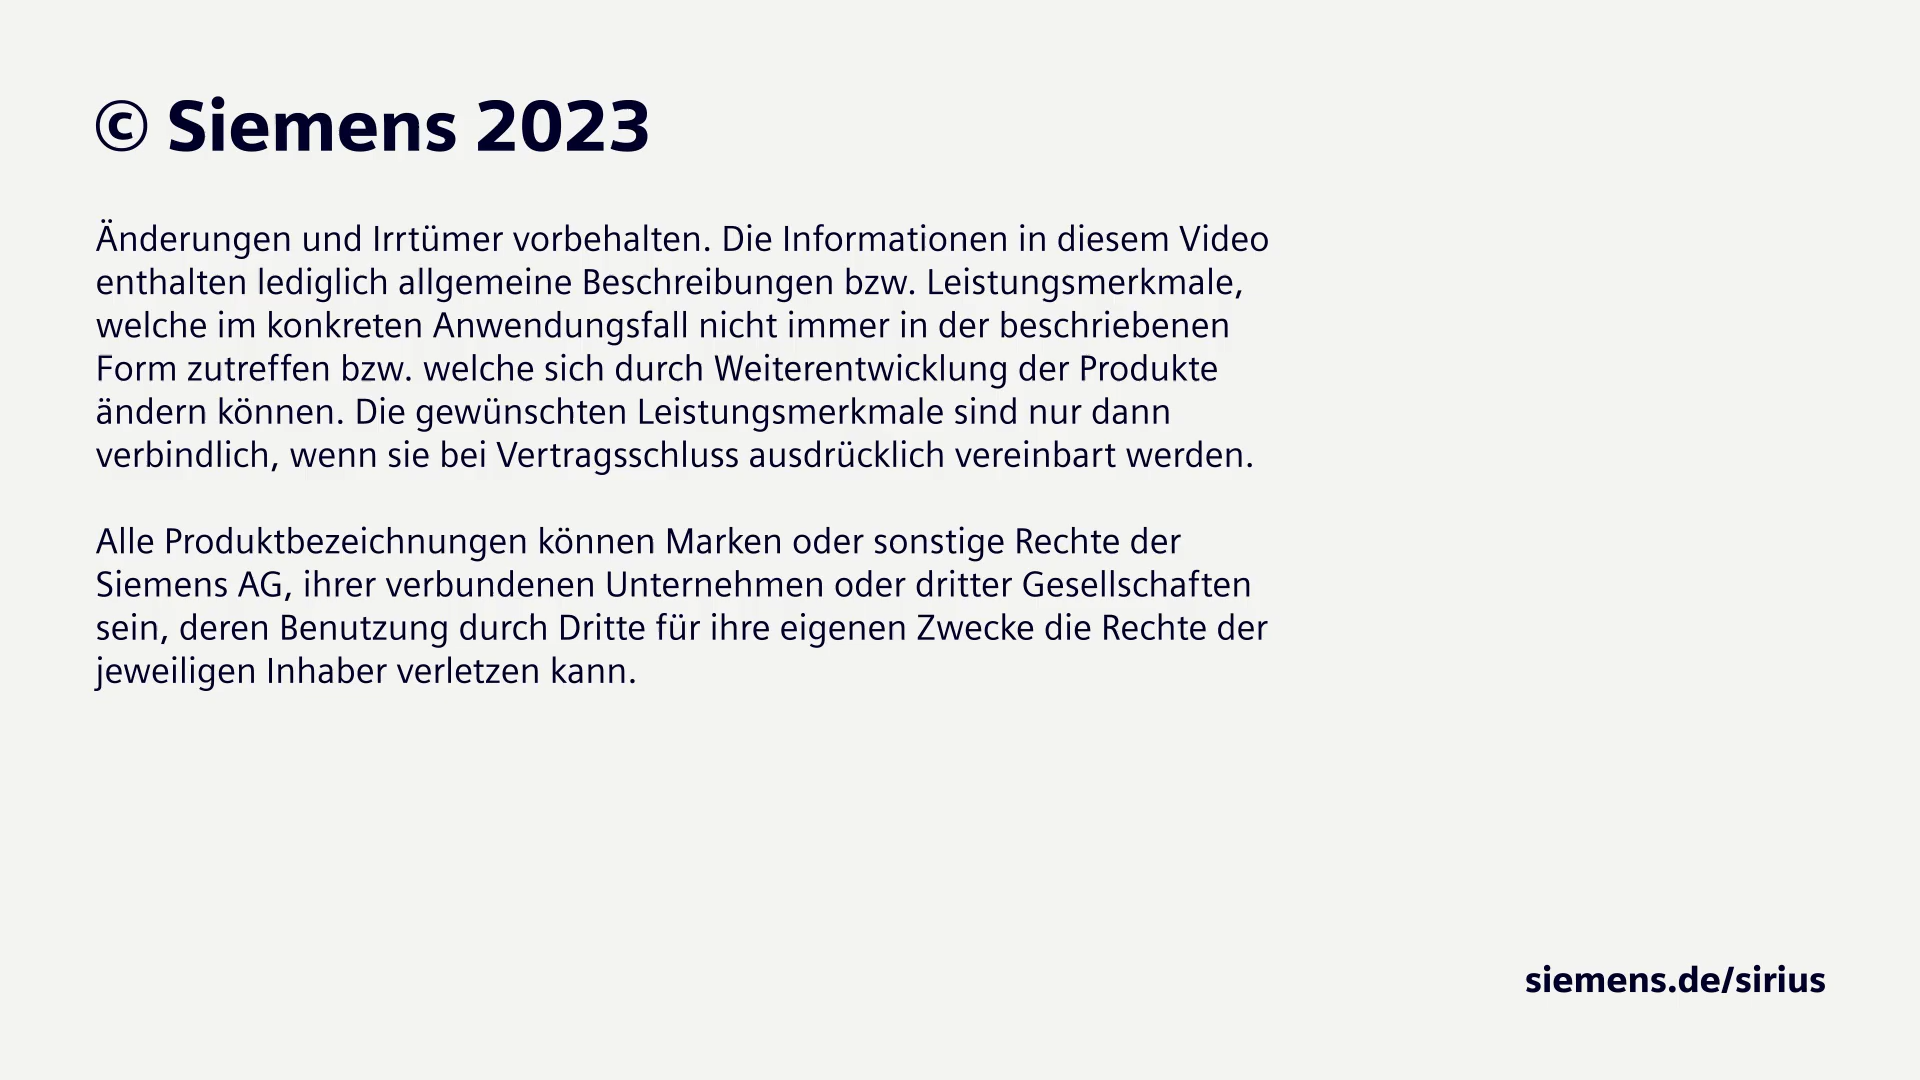 © Siemens 2023
Änderungen und Irrtümer vorbehalten. Die Informationen in diesem Video
enthalten lediglich allgemeine Beschreibungen bzw. Leistungsmerkmale,
welche im konkreten Anwendungsfall nicht immer in der beschriebenen
Form zutreffen bzw. welche sich durch Weiterentwicklung der Produkte
ändern können. Die gewünschten Leistungsmerkmale sind nur dann
verbindlich, wenn sie bei Vertragsschluss ausdrücklich vereinbart werden.
Alle Produktbezeichnungen können Marken oder sonstige Rechte der
Siemens AG, ihrer verbundenen Unternehmen oder dritter Gesellschaften
sein, deren Benutzung durch Dritte für ihre eigenen Zwecke die Rechte der
jeweiligen Inhaber verletzen kann.
siemens.de/sirius